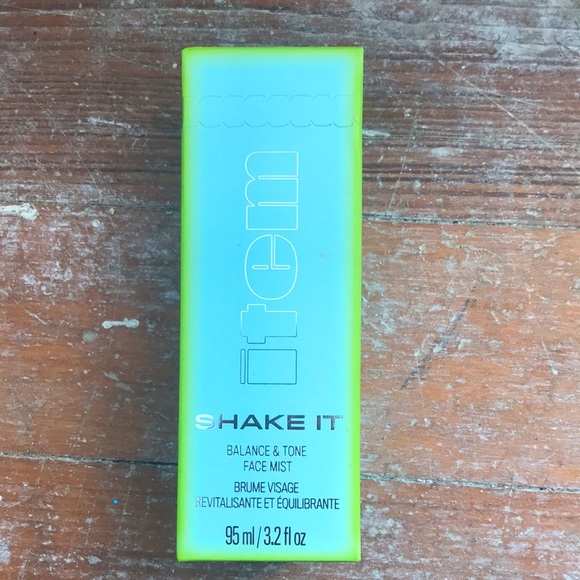 item
SHAKE IT
BALANCE & TONE
FACE MIST
BRUME VISAGE
REVITALISANTE ET ÉQUILIBRANTE
95 ml / 3.2 fl oz